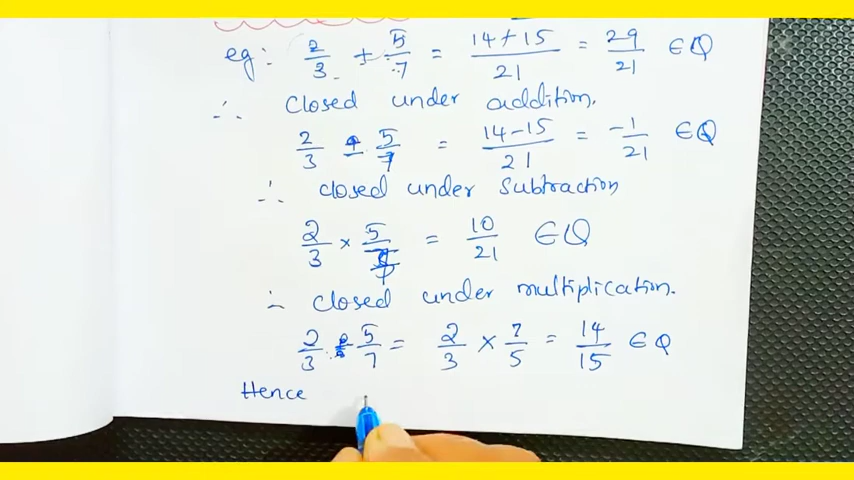 eg: 2/3 + 5/7 = 14+15/21 = 29/21 ∈Q
∴ Closed under addition.
2/3 - 5/7 = 14-15/21 = -1/21 ∈Q
∴ closed under Subtraction
2/3 × 5/7 = 10/21 ∈Q
∴ closed under multiplication.
2/3 ÷ 5/7 = 2/3 × 7/5 = 14/15 ∈Q
Hence